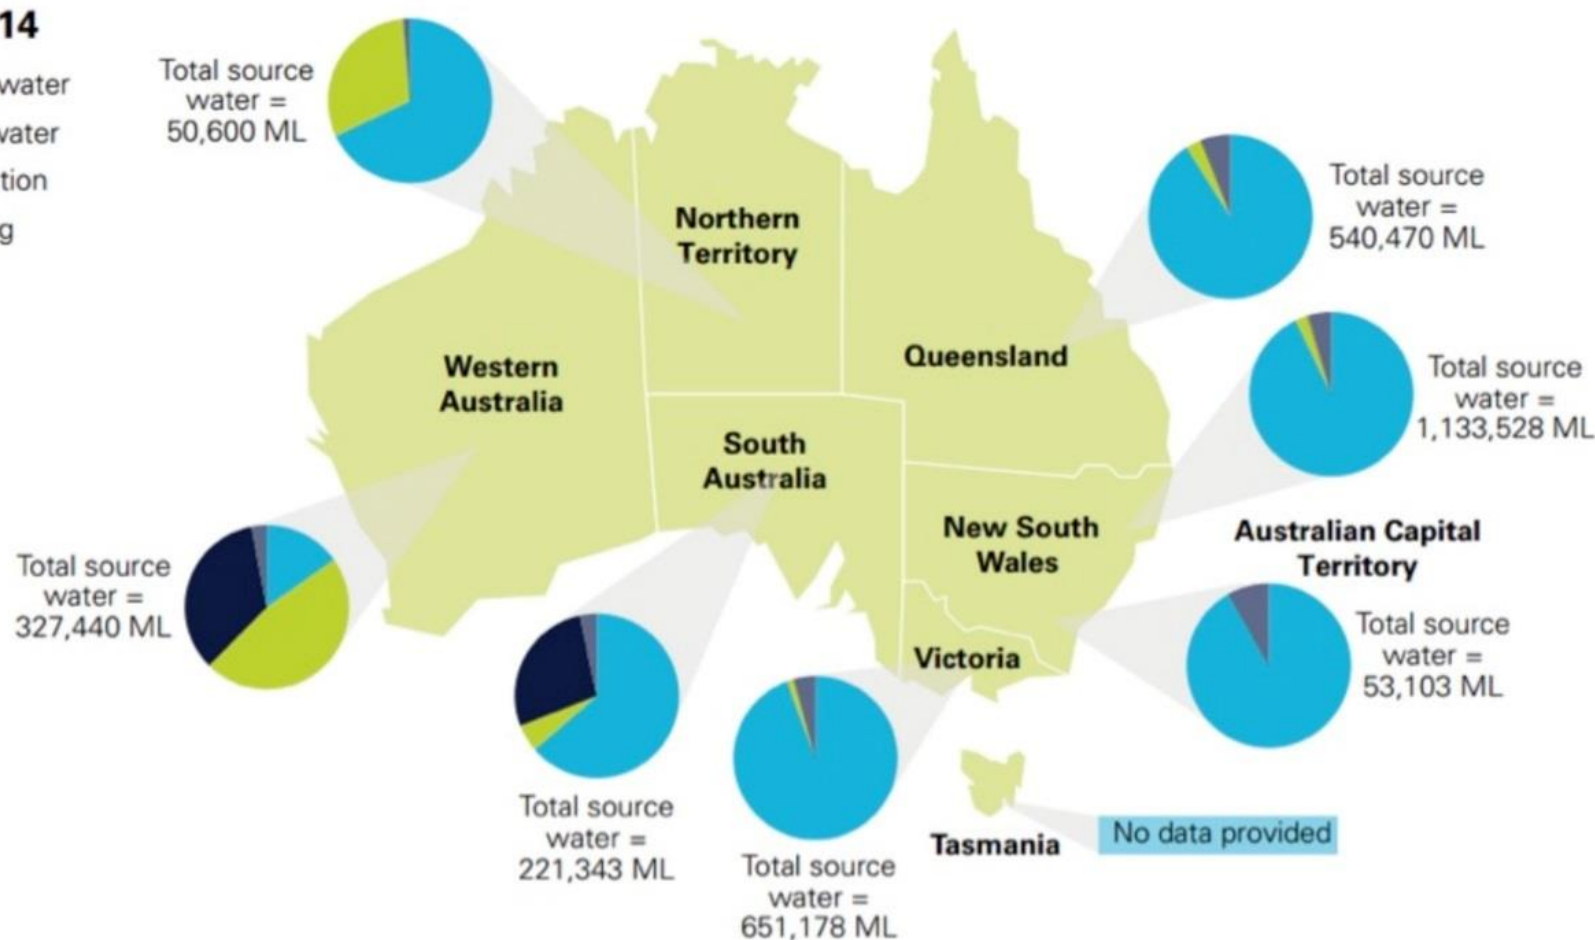 14
water
water
tion
g
Total source
water =
50,600 ML
Northern
Territory
Total source
water =
540,470 ML
Western
Australia
Queensland
Total source
water =
1,133,528 ML
South
Australia
New South
Wales
Australian Capital
Territory
Total source
water =
327,440 ML
Total source
water =
53,103 ML
Victoria
Total source
water =
221,343 ML
Tasmania
No data provided
Total source
water =
651,178 ML